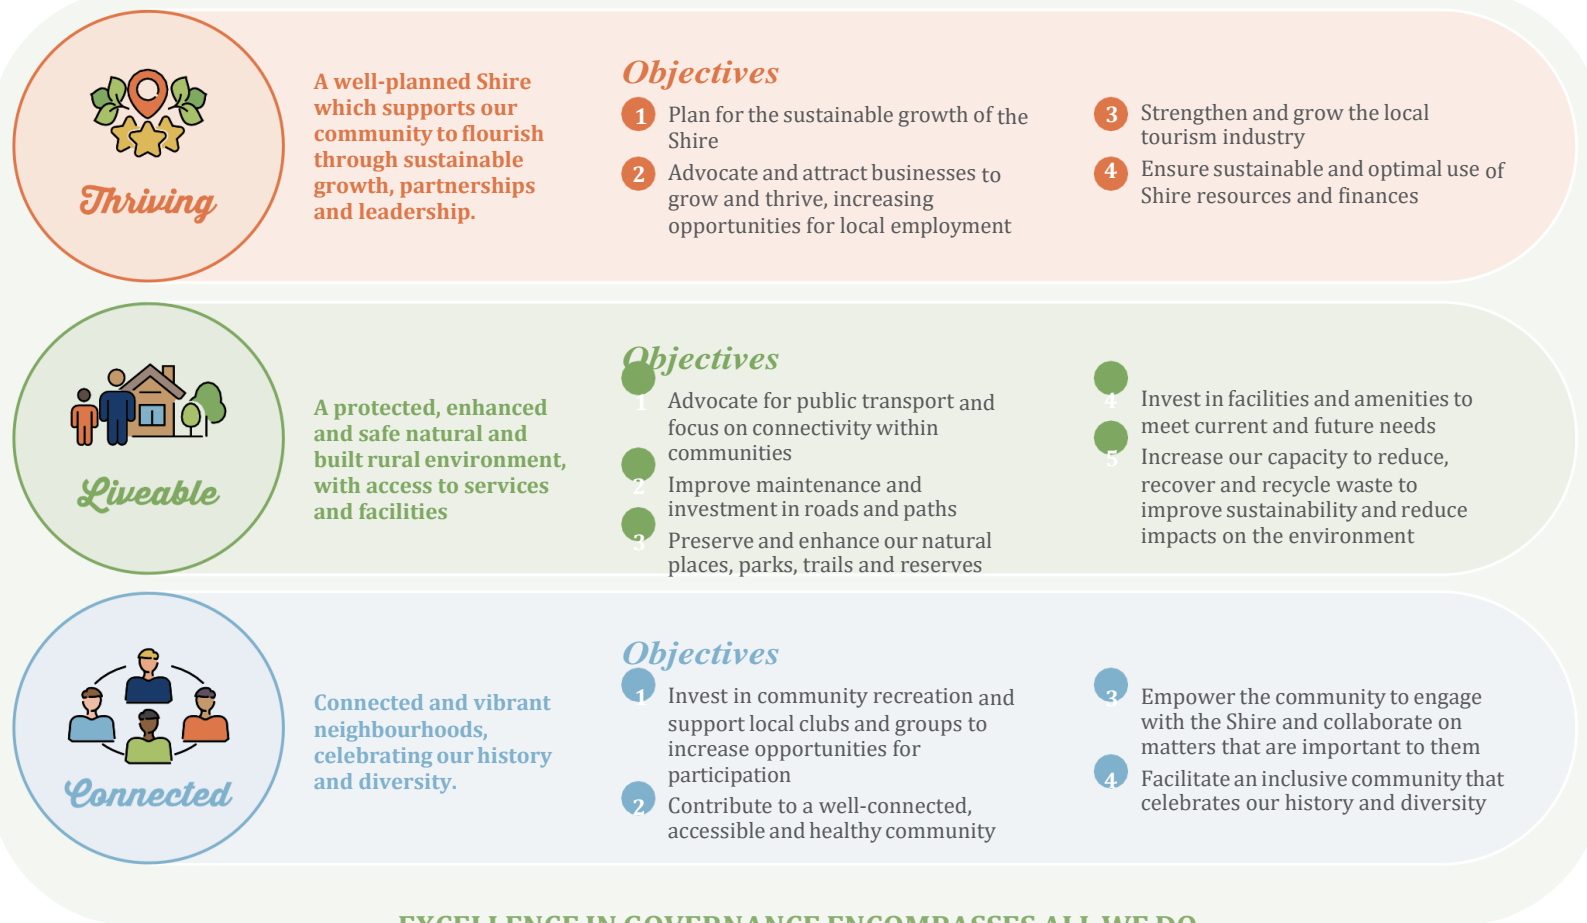 Thriving
A well-planned Shire
which supports our
community to flourish
through sustainable
growth, partnerships
and leadership.
Objectives
1 Plan for the sustainable growth of the
Shire
2 Advocate and attract businesses to
grow and thrive, increasing
opportunities for local employment
3 Strengthen and grow the local
tourism industry
4 Ensure sustainable and optimal use of
Shire resources and finances
Liveable
A protected, enhanced
and safe natural and
built rural environment,
with access to services
and facilities
Objectives
1 Advocate for public transport and
focus on connectivity within
communities
2 Improve maintenance and
investment in roads and paths
3 Preserve and enhance our natural
places, parks, trails and reserves
4 Invest in facilities and amenities to
meet current and future needs
5 Increase our capacity to reduce,
recover and recycle waste to
improve sustainability and reduce
impacts on the environment
Connected
Connected and vibrant
neighbourhoods,
celebrating our history
and diversity.
Objectives
1 Invest in community recreation and
support local clubs and groups to
increase opportunities for
participation
2 Contribute to a well-connected,
accessible and healthy community
3 Empower the community to engage
with the Shire and collaborate on
matters that are important to them
4 Facilitate an inclusive community that
celebrates our history and diversity
EXCELLENCE IN GOVERNANCE ENCOMPASSES ALL WE DO